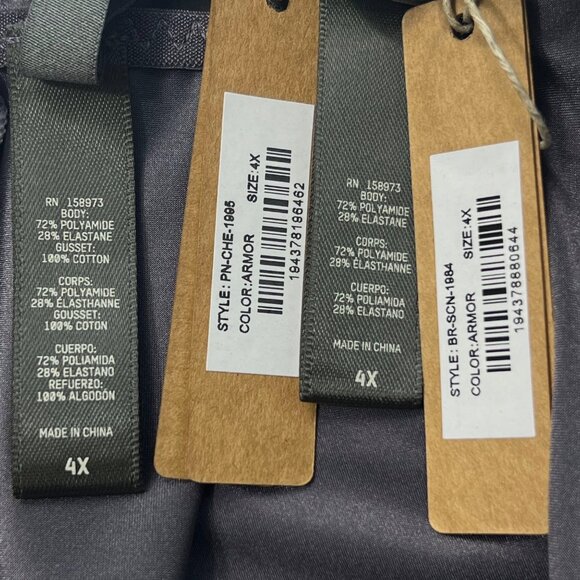 RN 158973
BODY:
72% POLYAMIDE
28% ELASTANE
GUSSET:
100% COTTON
CORPS:
72% POLYAMIDE
28% ÉLASTHANNE
GOUSSET:
100% COTON
CUERPO:
72% POLIAMIDA
28% ELASTANO
REFUERZO:
100% ALGODÓN
MADE IN CHINA
4X
STYLE: PN-CHE-1995
COLOR:ARMOR SIZE:4X
194378196462
RN 158973
BODY:
72% POLYAMIDE
28% ELASTANE
CORPS:
72% POLYAMIDE
28% ÉLASTHANNE
CUERPO:
72% POLIAMIDA
28% ELASTANO
MADE IN CHINA
4X
STYLE: BR-SCN-1984
COLOR:ARMOR SIZE:4X
194378880644